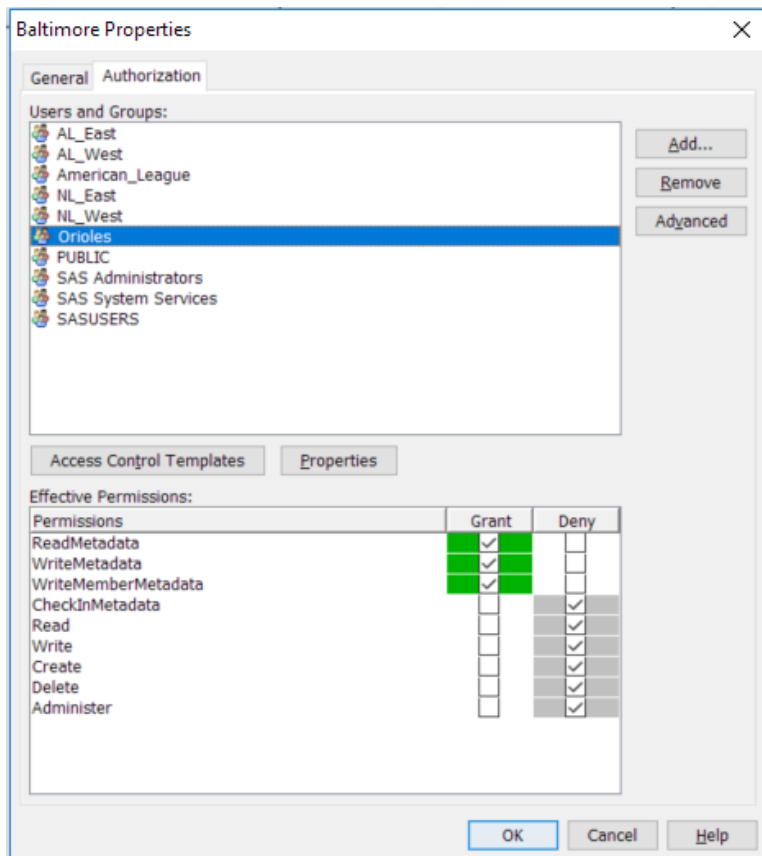 Baltimore Properties
General Authorization
Users and Groups:
AL_East
AL_West
American_League
NL_East
NL_West
Orioles
PUBLIC
SAS Administrators
SAS System Services
SASUSERS
Add...
Remove
Advanced
Access Control Templates Properties
Effective Permissions:
Permissions Grant Deny
ReadMetadata
WriteMetadata
WriteMemberMetadata
CheckInMetadata
Read
Write
Create
Delete
Administer
OK Cancel Help